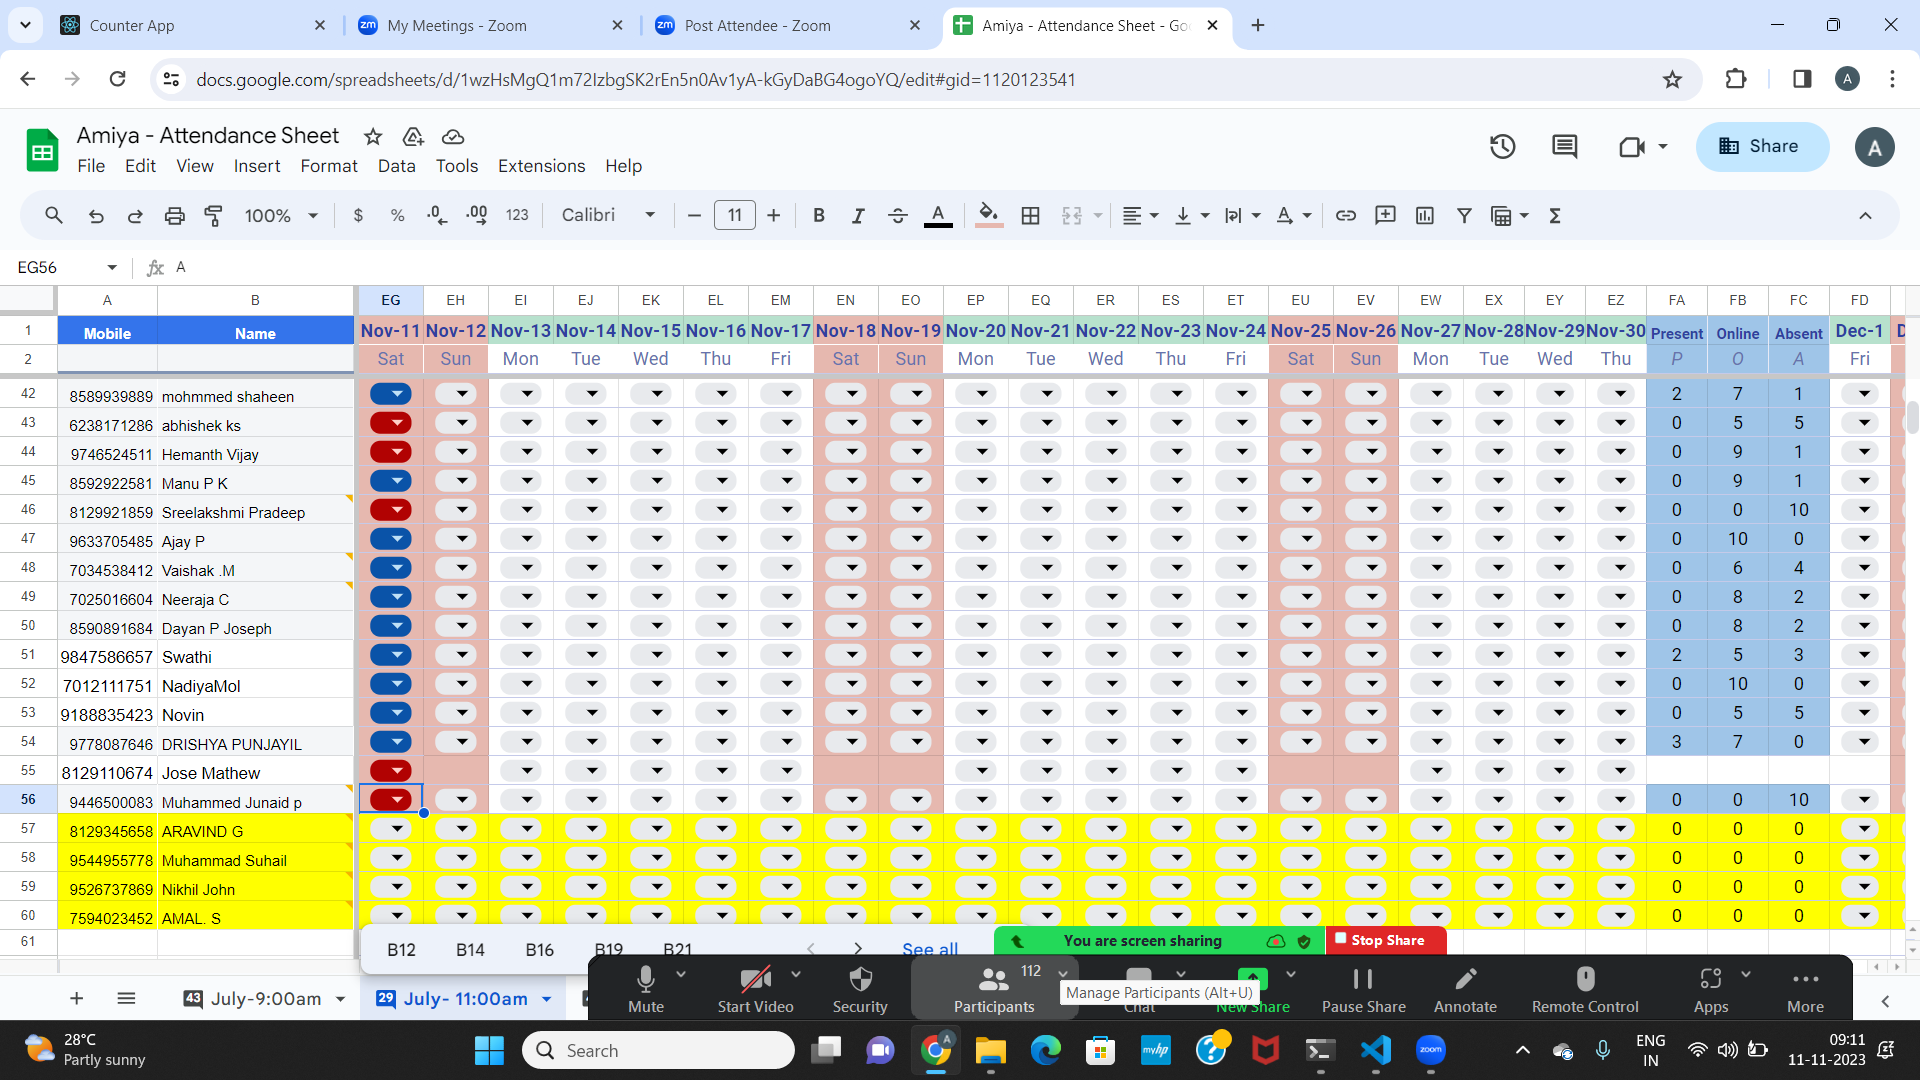 Counter App
My Meetings - Zoom
Post Attendee - Zoom
Amiya - Attendance Sheet - Goo
docs.google.com/spreadsheets/d/1wzHsMgQ1m72IzbgSK2rEn5n0Av1yA-kGyDaBG4ogoYQ/edit#gid=1120123541
A
Amiya - Attendance Sheet
File Edit View Insert Format Data Tools Extensions Help
Share
A
100% $ % .0 .00 123 Calibri 11 B I A
EG56 fx A
A B EG EH EI EJ EK EL EM EN EO EP EQ ER ES ET EU EV EW EX EY EZ FA FB FC FD
1 Mobile Name Nov-11 Nov-12 Nov-13 Nov-14 Nov-15 Nov-16 Nov-17 Nov-18 Nov-19 Nov-20 Nov-21 Nov-22 Nov-23 Nov-24 Nov-25 Nov-26 Nov-27 Nov-28 Nov-29 Nov-30 Present Online Absent Dec-1 D
2 Sat Sun Mon Tue Wed Thu Fri Sat Sun Mon Tue Wed Thu Fri Sat Sun Mon Tue Wed Thu P O A Fri
42 8589939889 mohmmed shaheen 2 7 1
43 6238171286 abhishek ks 0 5 5
44 9746524511 Hemanth Vijay 0 9 1
45 8592922581 Manu P K 0 9 1
46 8129921859 Sreelakshmi Pradeep 0 0 10
47 9633705485 Ajay P 0 10 0
48 7034538412 Vaishak .M 0 6 4
49 7025016604 Neeraja C 0 8 2
50 8590891684 Dayan P Joseph 0 8 2
51 9847586657 Swathi 2 5 3
52 7012111751 NadiyaMol 0 10 0
53 9188835423 Novin 0 5 5
54 9778087646 DRISHYA PUNJAYIL 3 7 0
55 8129110674 Jose Mathew
56 9446500083 Muhammed Junaid p 0 0 10
57 8129345658 ARAVIND G 0 0 0
58 9544955778 Muhammad Suhail 0 0 0
59 9526737869 Nikhil John 0 0 0
60 7594023452 AMAL. S 0 0 0
61
B12 B14 B16 B19 B21 See all
You are screen sharing Stop Share
112
Manage Participants (Alt+U)
Mute Start Video Security Participants Chat New Share Pause Share Annotate Remote Control Apps More
43 July-9:00am 29 July- 11:00am
28°C
Partly sunny
Search
A
myhp
zoom
ENG
IN
09:11
11-11-2023